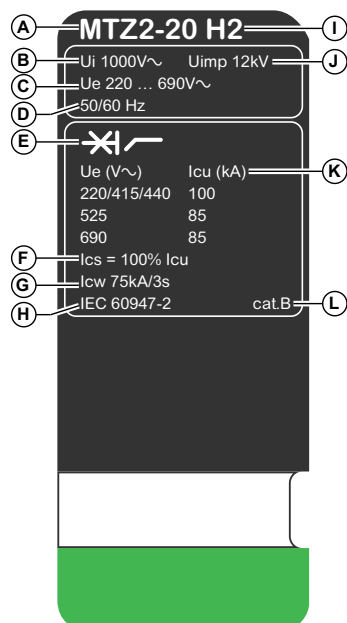 A MTZ2-20 H2 I
B Ui 1000V∿ Uimp 12kV J
C Ue 220 ... 690V∿
D 50/60 Hz
E
Ue (V∿) Icu (kA) K
220/415/440 100
525 85
690 85
F Ics = 100% Icu
G Icw 75kA/3s
H IEC 60947-2 cat.B L